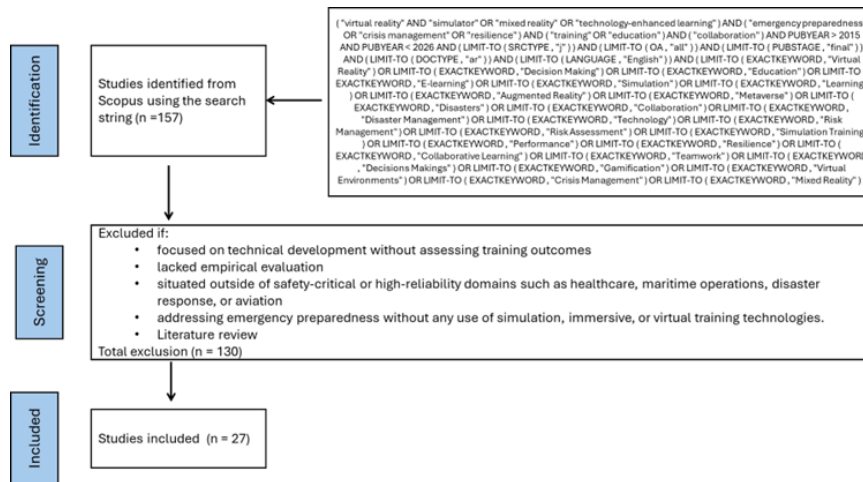 Identification
Studies identified from
Scopus using the search
string (n =157)
( "virtual reality" AND "simulator" OR "mixed reality" OR "technology-enhanced learning" ) AND ( "emergency preparedness"
OR "crisis management" OR "resilience" ) AND ( "training" OR "education" ) AND ( "collaboration" ) AND PUBYEAR > 2015
AND PUBYEAR < 2026 AND ( LIMIT-TO ( SRCTYPE , "j" ) ) AND ( LIMIT-TO ( OA , "all" ) ) AND ( LIMIT-TO ( PUBSTAGE , "final" ) )
AND ( LIMIT-TO ( DOCTYPE , "ar" ) ) AND ( LIMIT-TO ( LANGUAGE , "English" ) ) AND ( LIMIT-TO ( EXACTKEYWORD , "Virtual
Reality" ) OR LIMIT-TO ( EXACTKEYWORD , "Decision Making" ) OR LIMIT-TO ( EXACTKEYWORD , "Education" ) OR LIMIT-TO (
EXACTKEYWORD , "E-learning" ) OR LIMIT-TO ( EXACTKEYWORD , "Simulation" ) OR LIMIT-TO ( EXACTKEYWORD , "Learning"
) OR LIMIT-TO ( EXACTKEYWORD , "Augmented Reality" ) OR LIMIT-TO ( EXACTKEYWORD , "Metaverse" ) OR LIMIT-TO (
EXACTKEYWORD , "Disasters" ) OR LIMIT-TO ( EXACTKEYWORD , "Collaboration" ) OR LIMIT-TO ( EXACTKEYWORD ,
"Disaster Management" ) OR LIMIT-TO ( EXACTKEYWORD , "Technology" ) OR LIMIT-TO ( EXACTKEYWORD , "Risk
Management" ) OR LIMIT-TO ( EXACTKEYWORD , "Risk Assessment" ) OR LIMIT-TO ( EXACTKEYWORD , "Simulation Training"
) OR LIMIT-TO ( EXACTKEYWORD , "Performance" ) OR LIMIT-TO ( EXACTKEYWORD , "Resilience" ) OR LIMIT-TO (
EXACTKEYWORD , "Collaborative Learning" ) OR LIMIT-TO ( EXACTKEYWORD , "Teamwork" ) OR LIMIT-TO ( EXACTKEYWORD
, "Decisions Makings" ) OR LIMIT-TO ( EXACTKEYWORD , "Gamification" ) OR LIMIT-TO ( EXACTKEYWORD , "Virtual
Environments" ) OR LIMIT-TO ( EXACTKEYWORD , "Crisis Management" ) OR LIMIT-TO ( EXACTKEYWORD , "Mixed Reality" )
Screening
Excluded if:
• focused on technical development without assessing training outcomes
• lacked empirical evaluation
• situated outside of safety-critical or high-reliability domains such as healthcare, maritime operations, disaster
response, or aviation
• addressing emergency preparedness without any use of simulation, immersive, or virtual training technologies.
• Literature review
Total exclusion (n = 130)
Included
Studies included (n = 27)